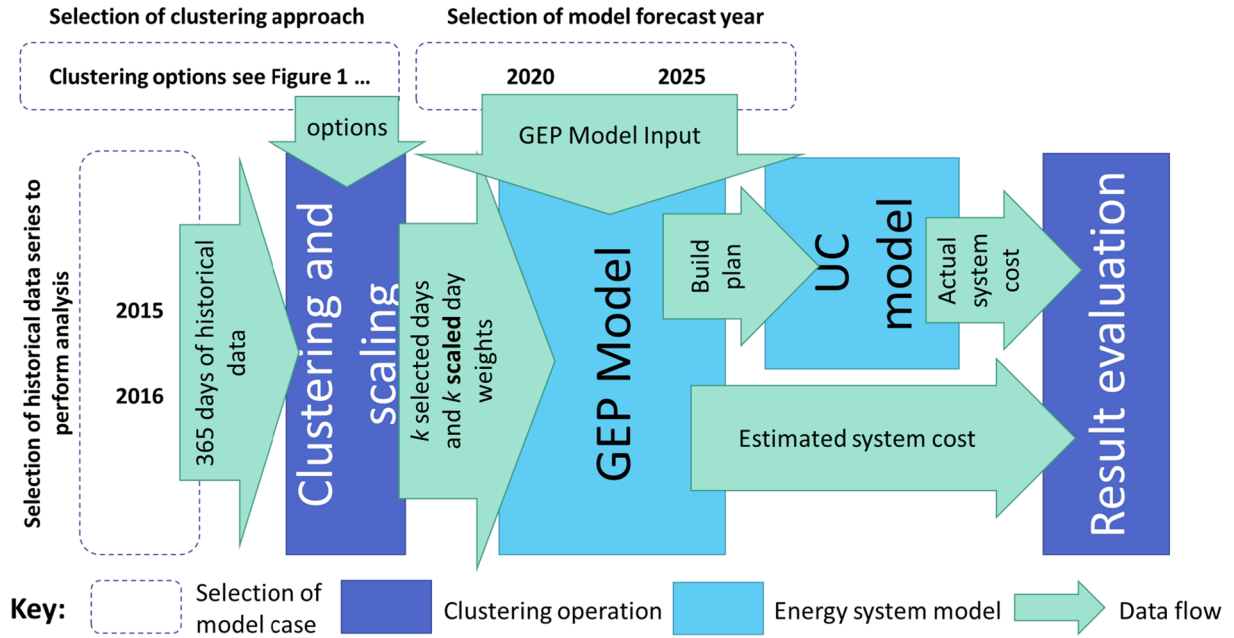 Selection of clustering approach
Selection of model forecast year
Clustering options see Figure 1 ...
2020
2025
options
GEP Model Input
Selection of historical data series to
perform analysis
2015
2016
365 days of historical
data
Clustering and
scaling
k selected days
and k scaled day
weights
GEP Model
Build
plan
UC
model
Actual
system
cost
Estimated system cost
Result evaluation
Key:
Selection of
model case
Clustering operation
Energy system model
Data flow